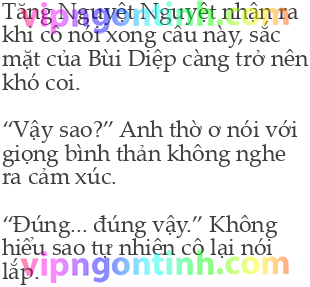 Tăng Nguyệt Nguyệt nhận ra
khi cô nói xong câu này, sắc
mặt của Bùi Diệp càng trở nên
khó coi.
“Vậy sao?” Anh thờ ơ nói với
giọng bình thản không nghe
ra cảm xúc.
“Đúng... đúng vậy.” Không
hiểu sao tự nhiên cô lại nói
lắp.
vipngontinh.com
vipngontinh.com